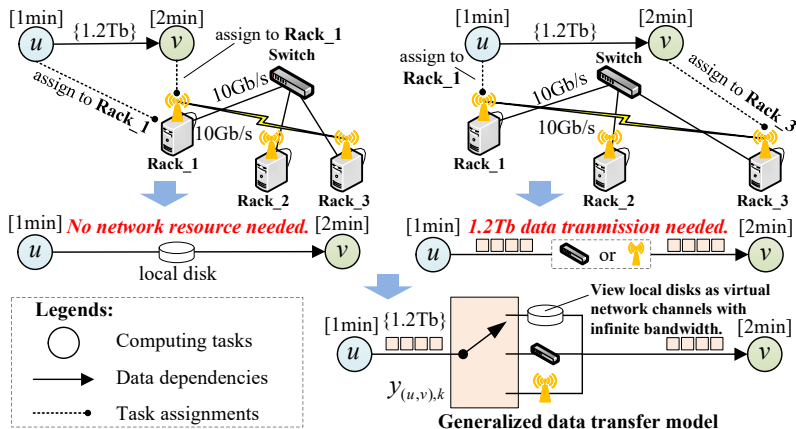 [1min]
[2min]
u
{1.2Tb}
v
assign to Rack_1
Switch
assign to Rack_1
10Gb/s
10Gb/s
Rack_1
Rack_2
Rack_3
[1min]
[2min]
u
{1.2Tb}
v
assign to
Rack_1
Switch
assign to Rack_3
10Gb/s
10Gb/s
Rack_1
Rack_2
Rack_3
[1min]
No network resource needed.
[2min]
u
v
local disk
[1min]
1.2Tb data tranmission needed.
[2min]
u
or
v
Legends:
Computing tasks
Data dependencies
Task assignments
View local disks as virtual
network channels with
infinite bandwidth.
[1min]
{1.2Tb}
[2min]
u
v
y(u,v),k
Generalized data transfer model